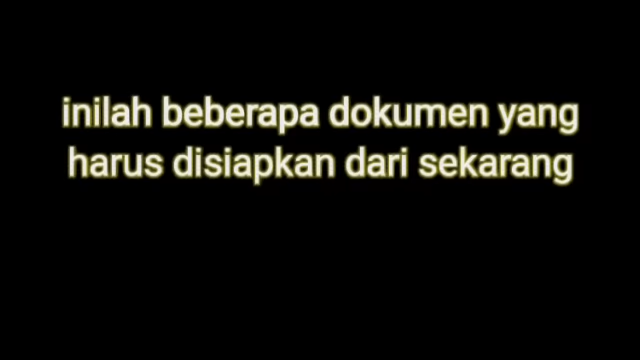 inilah beberapa dokumen yang
harus disiapkan dari sekarang